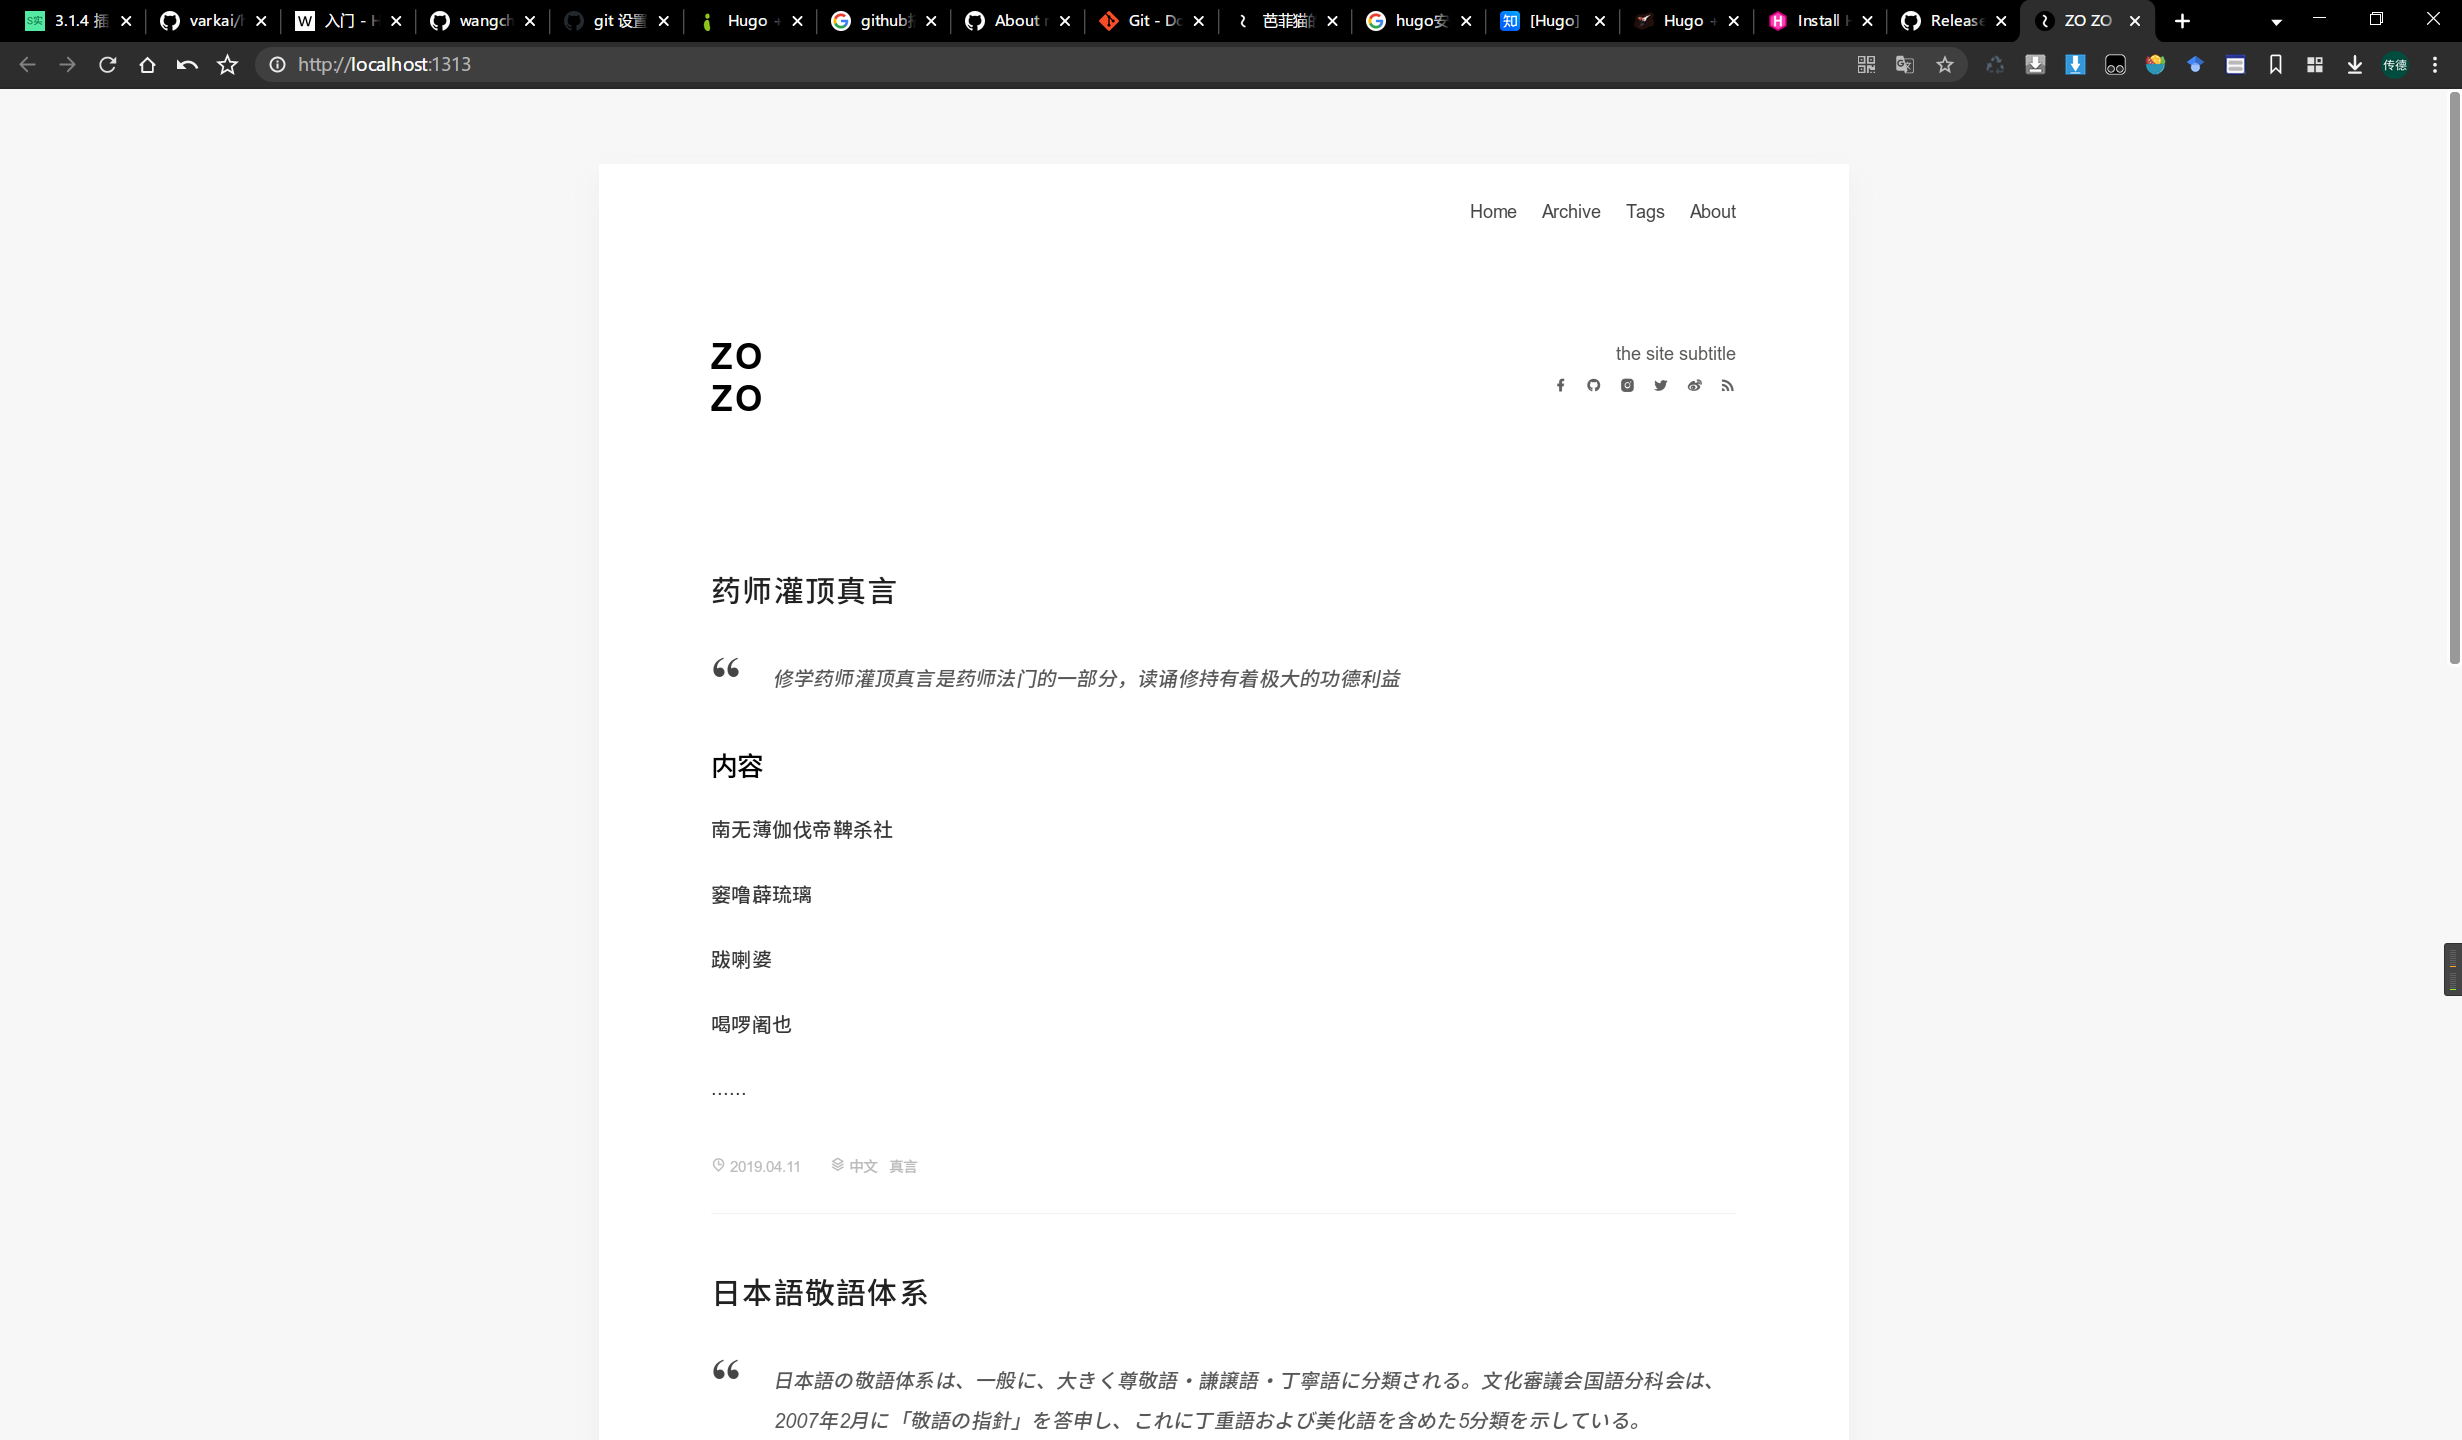 3.1.4 插
varkai/h
入门 - H
wangch
git 设置
Hugo +
github
About r
Git - Do
芭菲猫的
hugo安
[Hugo]
Hugo +
Install H
Release
ZO ZO
http://localhost:1313
传德
Home Archive Tags About
ZO
ZO
the site subtitle
药师灌顶真言
“ 修学药师灌顶真言是药师法门的一部分，读诵修持有着极大的功德利益
内容
南无薄伽伐帝鞞杀社
窭噜薜琉璃
跋喇婆
喝啰阇也
……
2019.04.11 中文 真言
日本語敬語体系
“ 日本語の敬語体系は、一般に、大きく尊敬語・謙譲語・丁寧語に分類される。文化審議会国語分科会は、
2007年2月に「敬語の指針」を答申し、これに丁重語および美化語を含めた5分類を示している。